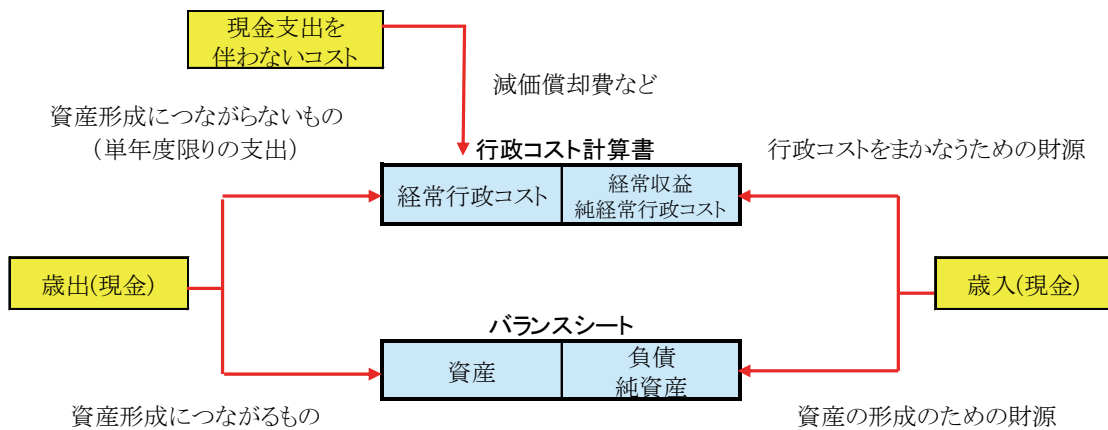 現金支出を
伴わないコスト
減価償却費など
資産形成につながらないもの
（単年度限りの支出）
行政コスト計算書
行政コストをまかなうための財源
経常行政コスト
経常収益
純経常行政コスト
歳出(現金)
歳入(現金)
バランスシート
資産
負債
純資産
資産形成につながるもの
資産の形成のための財源